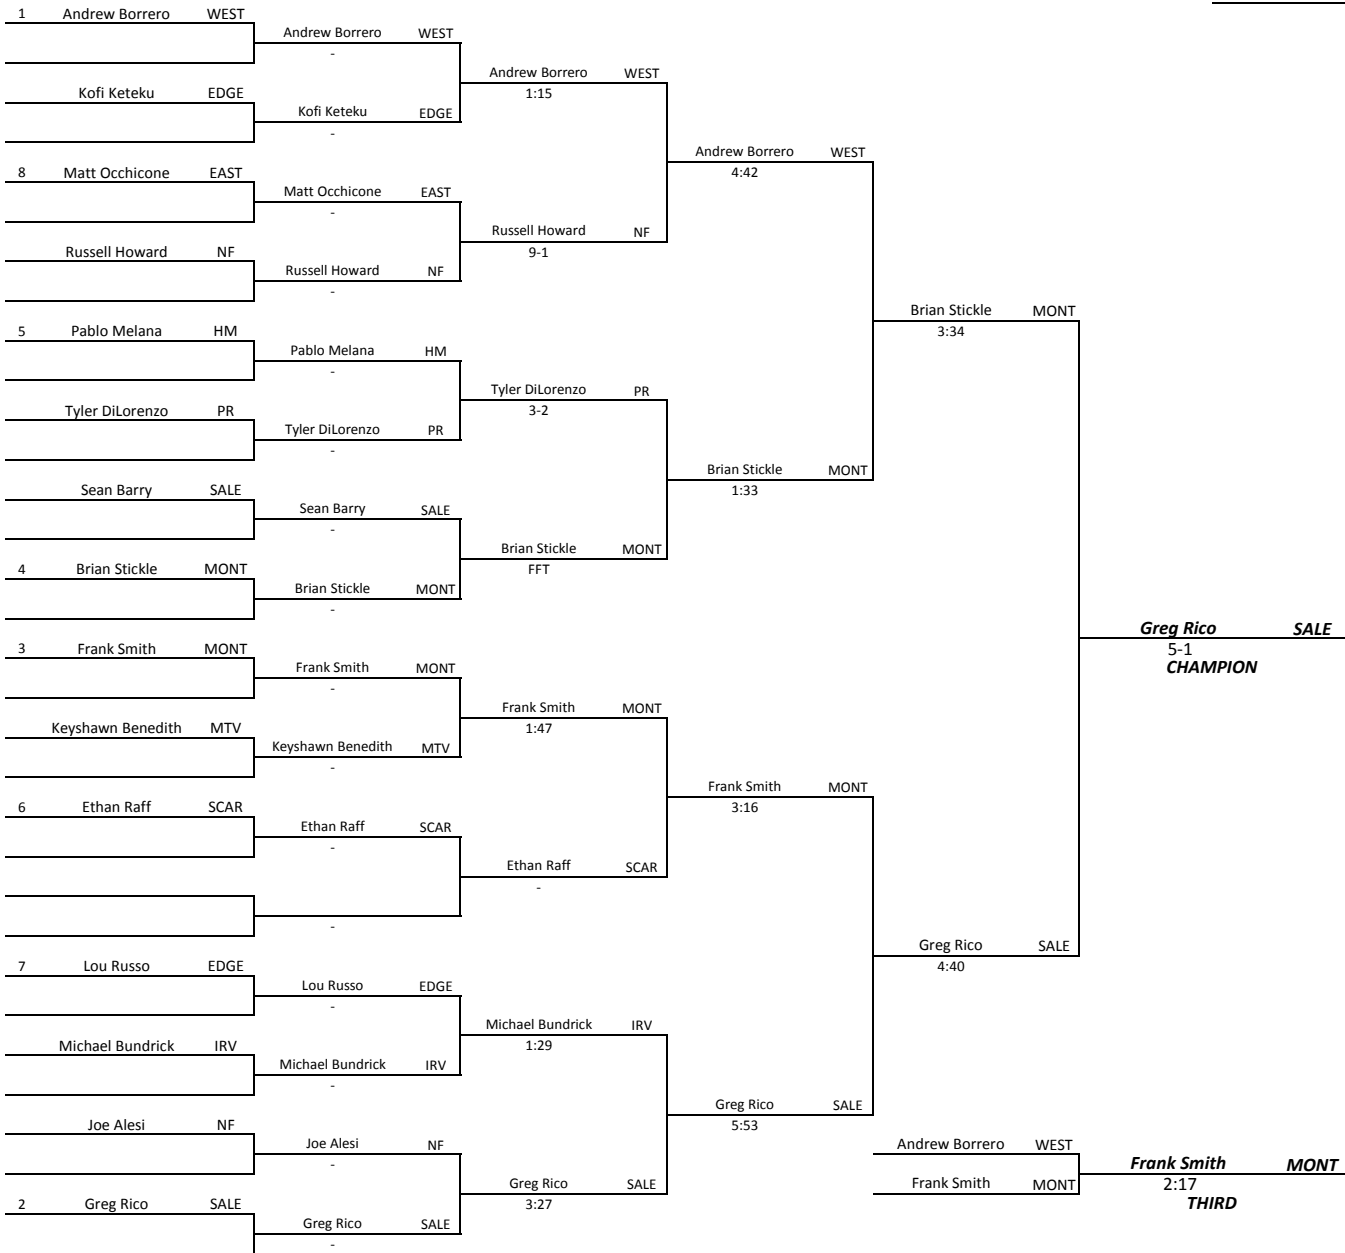 1 Andrew Borrero WEST
Andrew Borrero WEST
-
Andrew Borrero WEST
1:15
Kofi Keteku EDGE
Kofi Keteku EDGE
-
Andrew Borrero WEST
4:42
8 Matt Occhicone EAST
Matt Occhicone EAST
-
Russell Howard NF
9-1
Russell Howard NF
Russell Howard NF
-
Brian Stickle MONT
3:34
5 Pablo Melana HM
Pablo Melana HM
-
Tyler DiLorenzo PR
3-2
Tyler DiLorenzo PR
Tyler DiLorenzo PR
-
Brian Stickle MONT
1:33
Sean Barry SALE
Sean Barry SALE
-
Brian Stickle MONT
FFT
4 Brian Stickle MONT
Brian Stickle MONT
-
Greg Rico SALE
5-1
CHAMPION
3 Frank Smith MONT
Frank Smith MONT
-
Frank Smith MONT
1:47
Keyshawn Benedith MTV
Keyshawn Benedith MTV
-
Frank Smith MONT
3:16
6 Ethan Raff SCAR
Ethan Raff SCAR
-
Ethan Raff SCAR
-
-
Greg Rico SALE
4:40
7 Lou Russo EDGE
Lou Russo EDGE
-
Michael Bundrick IRV
1:29
Michael Bundrick IRV
Michael Bundrick IRV
-
Greg Rico SALE
5:53
Joe Alesi NF
Joe Alesi NF
-
Greg Rico SALE
3:27
2 Greg Rico SALE
Greg Rico SALE
-
Andrew Borrero WEST
Frank Smith MONT
Frank Smith MONT
2:17
THIRD